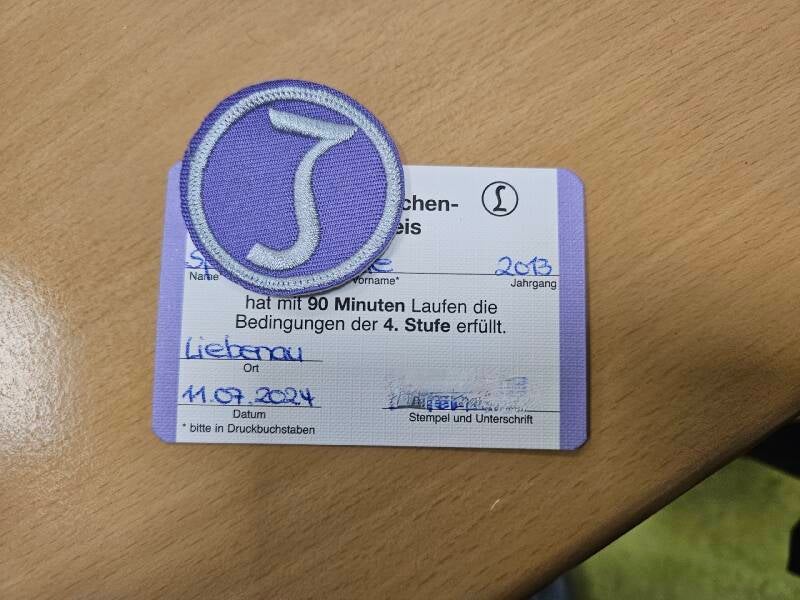 chen-
eis
2013
Name
Vorname*
Jahrgang
hat mit 90 Minuten Laufen die
Bedingungen der 4. Stufe erfüllt.
Liebenau
Ort
11.07.2024
Datum
Stempel und Unterschrift
* bitte in Druckbuchstaben